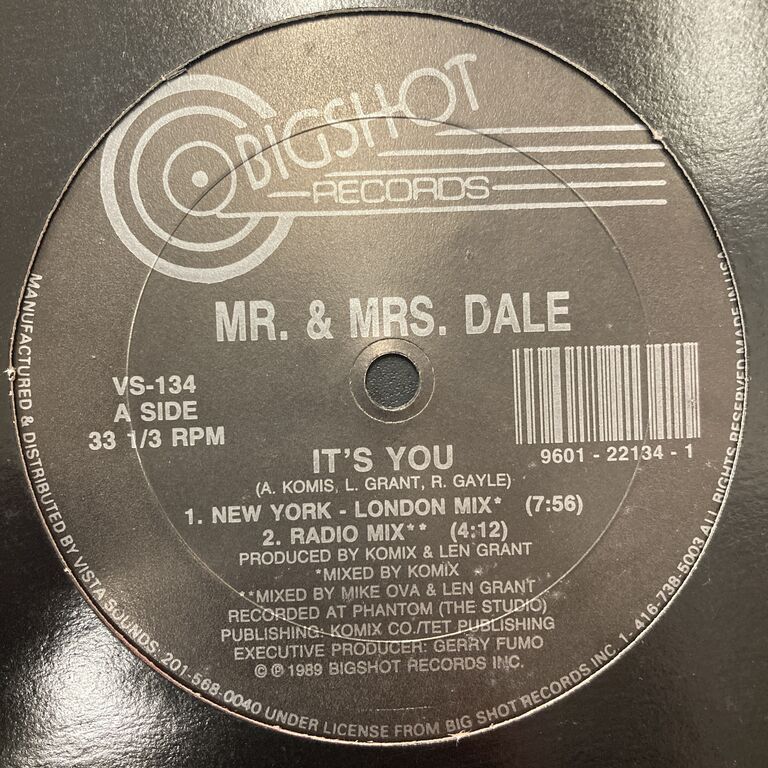 BIGSHOT
RECORDS
MR. & MRS. DALE
VS-134
A SIDE
33 1/3 RPM
9601 - 22134 - 1
IT'S YOU
(A. KOMIS, L. GRANT, R. GAYLE)
1. NEW YORK - LONDON MIX* (7:56)
2. RADIO MIX** (4:12)
PRODUCED BY KOMIX & LEN GRANT
*MIXED BY KOMIX
**MIXED BY MIKE OVA & LEN GRANT
RECORDED AT PHANTOM (THE STUDIO)
PUBLISHING: KOMIX CO./TET PUBLISHING
EXECUTIVE PRODUCER: GERRY FUMO
© ℗ 1989 BIGSHOT RECORDS INC.
MANUFACTURED & DISTRIBUTED BY VISTA SOUNDS. 201-568-0040 UNDER LICENSE FROM BIG SHOT RECORDS INC. 1-416-738-5003 ALL RIGHTS RESERVED MADE IN USA